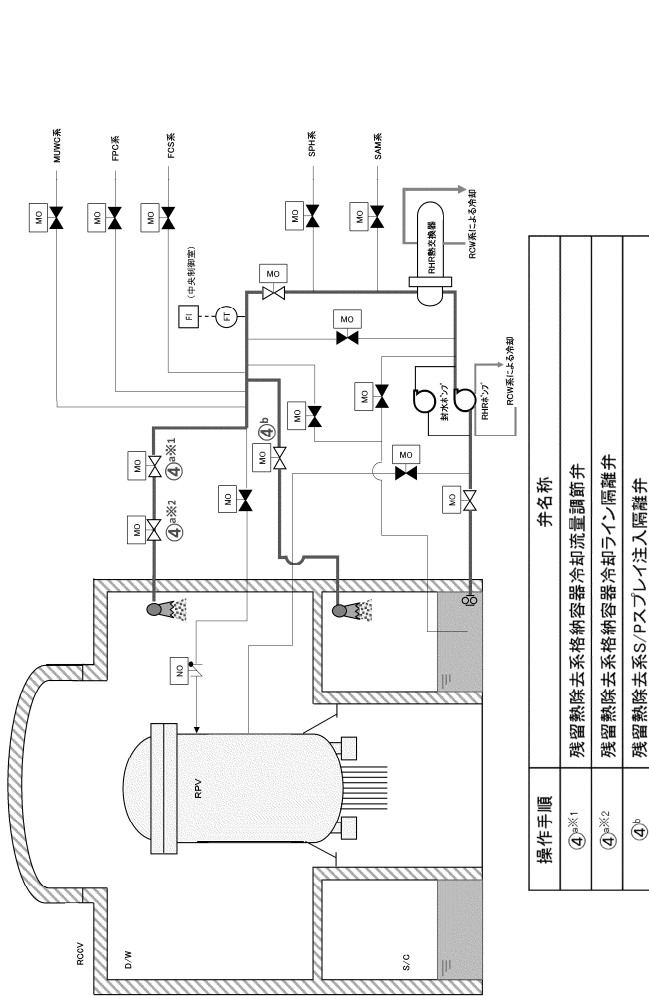 MUWC系
FPC系
FCS系
SPH系
SAM系
MO
MO
MO
MO
MO
FI
(中央制御室)
FT
MO
RHR熱交換器
RCW系による冷却
MO
MO
MO
封水ポンプ
RHRポンプ
RCW系による冷却
MO
④a※1
MO
④a※2
MO
④b
NO
MO
MO
NO
RPV
RCCV
D/W
S/C
操作手順 弁名称
④a※1 残留熱除去系格納容器冷却流量調節弁
④a※2 残留熱除去系格納容器冷却ライン隔離弁
④b 残留熱除去系S/Pスプレイ注入隔離弁